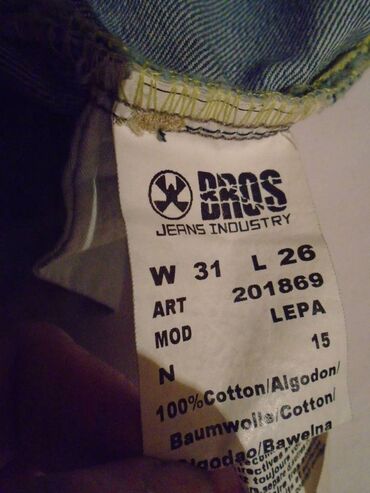 BROS
JEANS INDUSTRY
W 31 L 26
ART 201869
MOD LEPA
N 15
100%Cotton/Algodon/
Baumwolle/Cotton/
Algodao/Bawelna